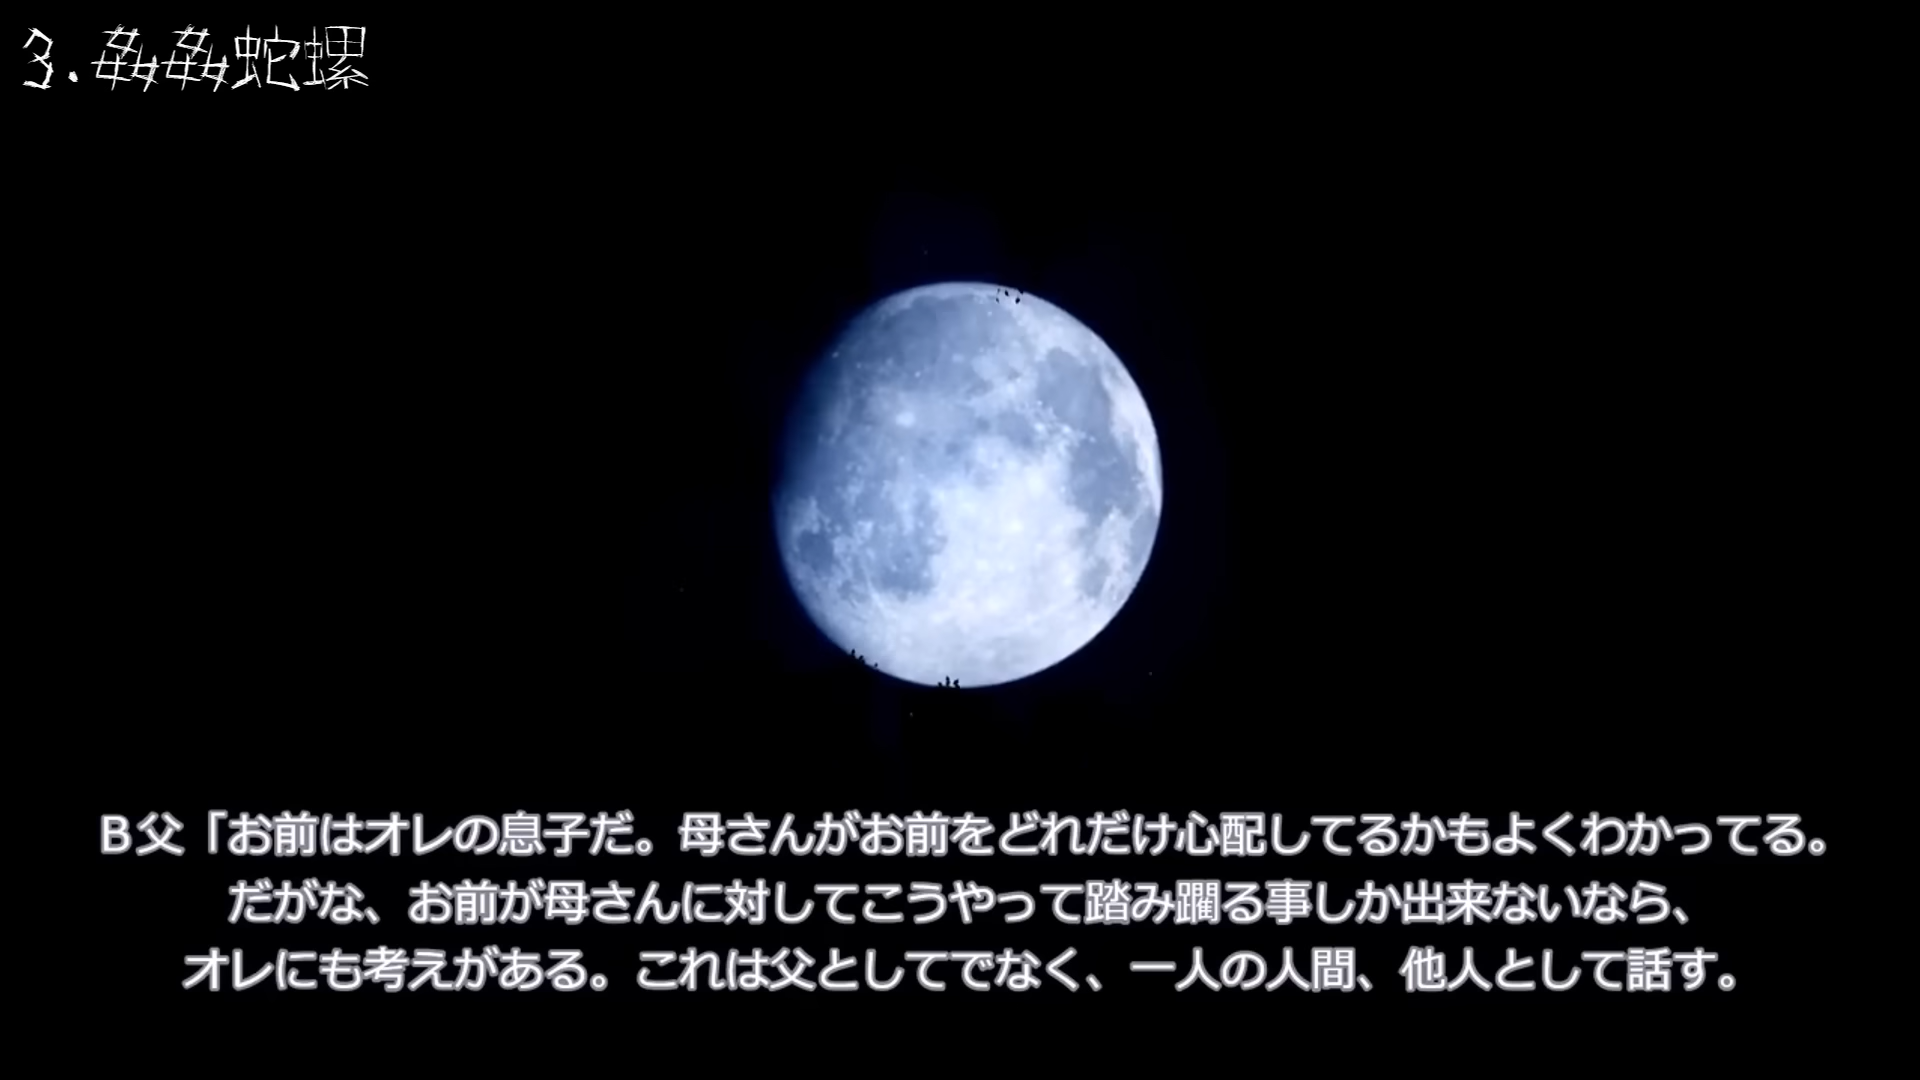 3.姦姦蛇螺
B父「お前はオレの息子だ。母さんがお前をどれだけ心配してるかもよくわかってる。
だがな、お前が母さんに対してこうやって踏み躙る事しか出来ないなら、
オレにも考えがある。これは父としてでなく、一人の人間、他人として話す。